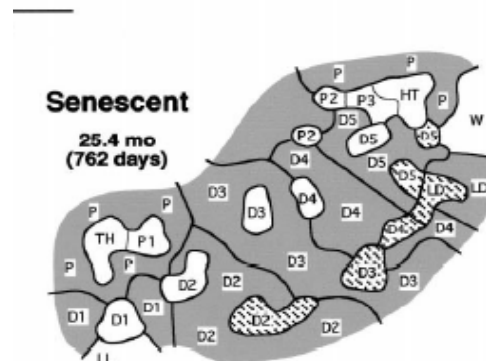 P P
P2 P3 HT P
Senescent
D5 D5
W
25.4 mo
P2 D5
(762 days)
D4 D5
D5 LD LD
D3
D3 D4 D4
P P
D4 D4
TH P1
D3 D3 D3
P P D2 D2
D1 D1 D1 D2 D2
D2